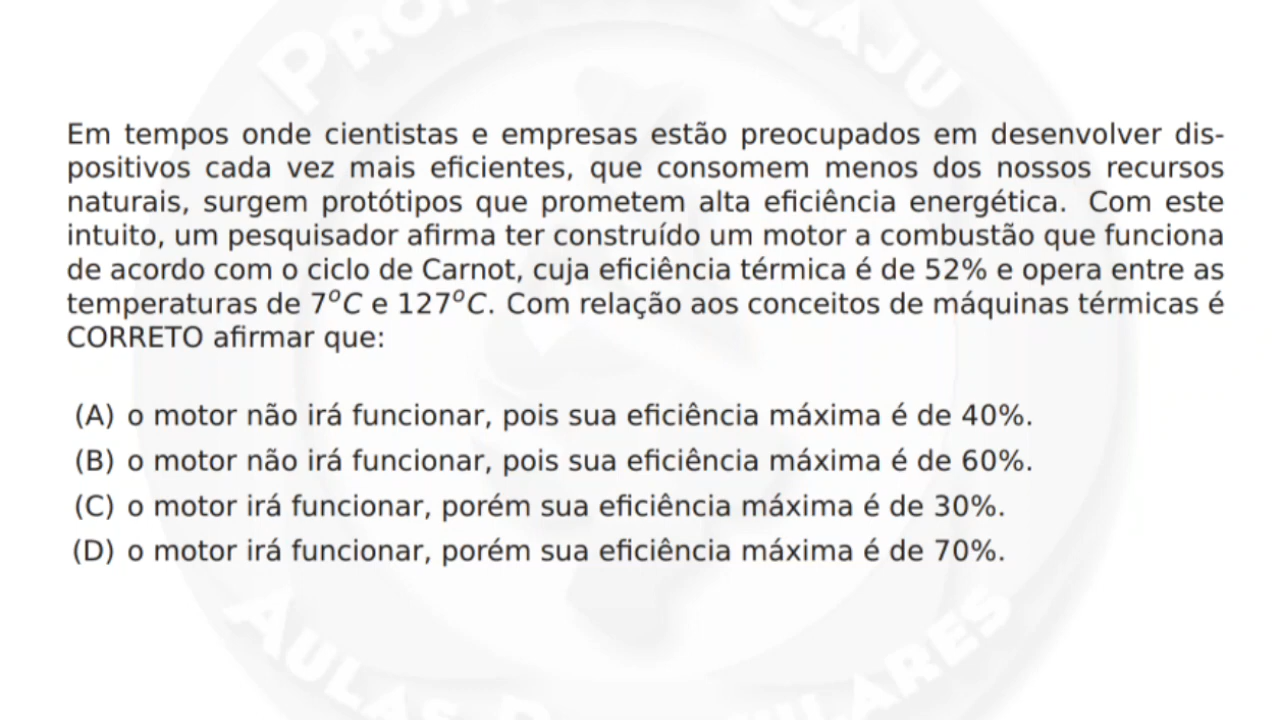 Em tempos onde cientistas e empresas estão preocupados em desenvolver dis-
positivos cada vez mais eficientes, que consomem menos dos nossos recursos
naturais, surgem protótipos que prometem alta eficiência energética. Com este
intuito, um pesquisador afirma ter construído um motor a combustão que funciona
de acordo com o ciclo de Carnot, cuja eficiência térmica é de 52% e opera entre as
temperaturas de 7ºC e 127ºC. Com relação aos conceitos de máquinas térmicas é
CORRETO afirmar que:
(A) o motor não irá funcionar, pois sua eficiência máxima é de 40%.
(B) o motor não irá funcionar, pois sua eficiência máxima é de 60%.
(C) o motor irá funcionar, porém sua eficiência máxima é de 30%.
(D) o motor irá funcionar, porém sua eficiência máxima é de 70%.
CAJU
AULAS